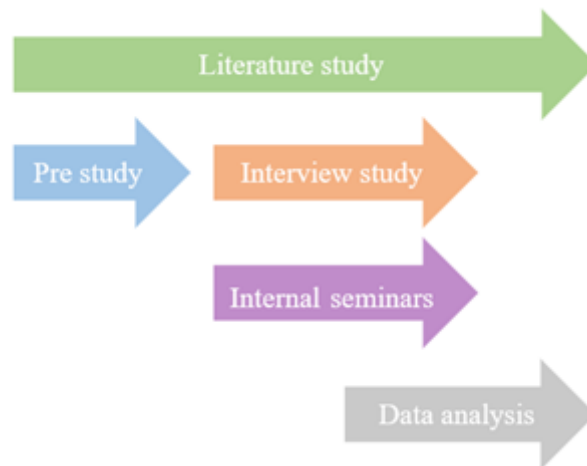 Literature study
Pre study
Interview study
Internal seminars
Data analysis